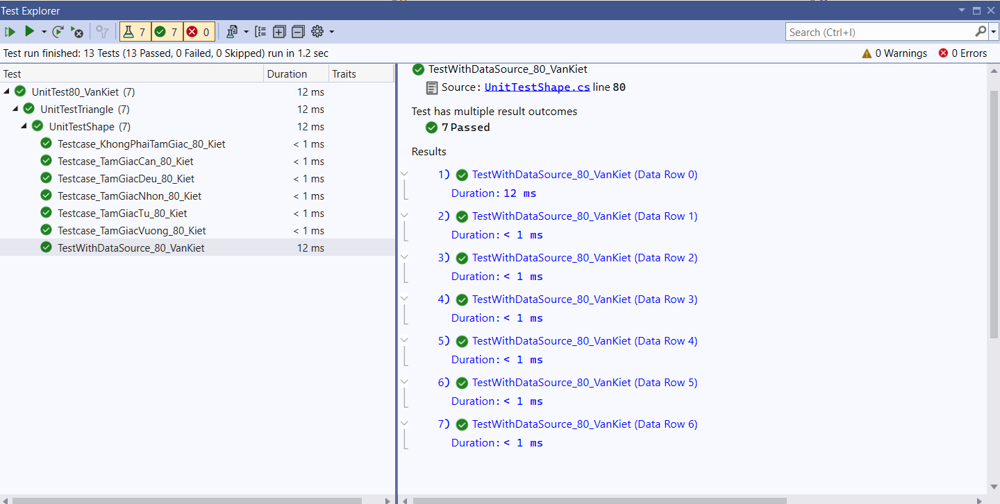 Test Explorer
7 7 0
Search (Ctrl+I)
Test run finished: 13 Tests (13 Passed, 0 Failed, 0 Skipped) run in 1.2 sec
0 Warnings 0 Errors
Test Duration Traits
UnitTest80_VanKiet (7) 12 ms
UnitTestTriangle (7) 12 ms
UnitTestShape (7) 12 ms
Testcase_KhongPhaiTamGiac_80_Kiet < 1 ms
Testcase_TamGiacCan_80_Kiet < 1 ms
Testcase_TamGiacDeu_80_Kiet < 1 ms
Testcase_TamGiacNhon_80_Kiet < 1 ms
Testcase_TamGiacTu_80_Kiet < 1 ms
Testcase_TamGiacVuong_80_Kiet < 1 ms
TestWithDataSource_80_VanKiet 12 ms
TestWithDataSource_80_VanKiet
Source: UnitTestShape.cs line 80
Test has multiple result outcomes
7 Passed
Results
1) TestWithDataSource_80_VanKiet (Data Row 0)
Duration: 12 ms
2) TestWithDataSource_80_VanKiet (Data Row 1)
Duration: < 1 ms
3) TestWithDataSource_80_VanKiet (Data Row 2)
Duration: < 1 ms
4) TestWithDataSource_80_VanKiet (Data Row 3)
Duration: < 1 ms
5) TestWithDataSource_80_VanKiet (Data Row 4)
Duration: < 1 ms
6) TestWithDataSource_80_VanKiet (Data Row 5)
Duration: < 1 ms
7) TestWithDataSource_80_VanKiet (Data Row 6)
Duration: < 1 ms